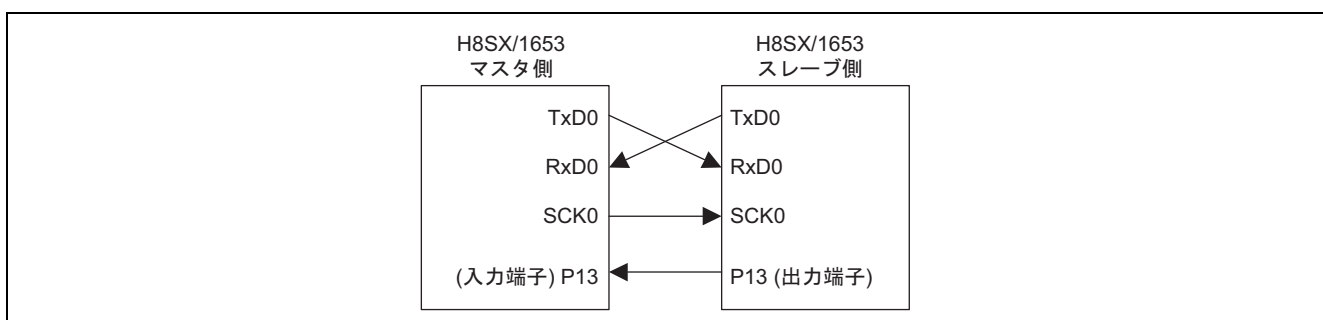 H8SX/1653
マスタ側
H8SX/1653
スレーブ側
TxD0
TxD0
RxD0
RxD0
SCK0
SCK0
(入力端子) P13
P13 (出力端子)